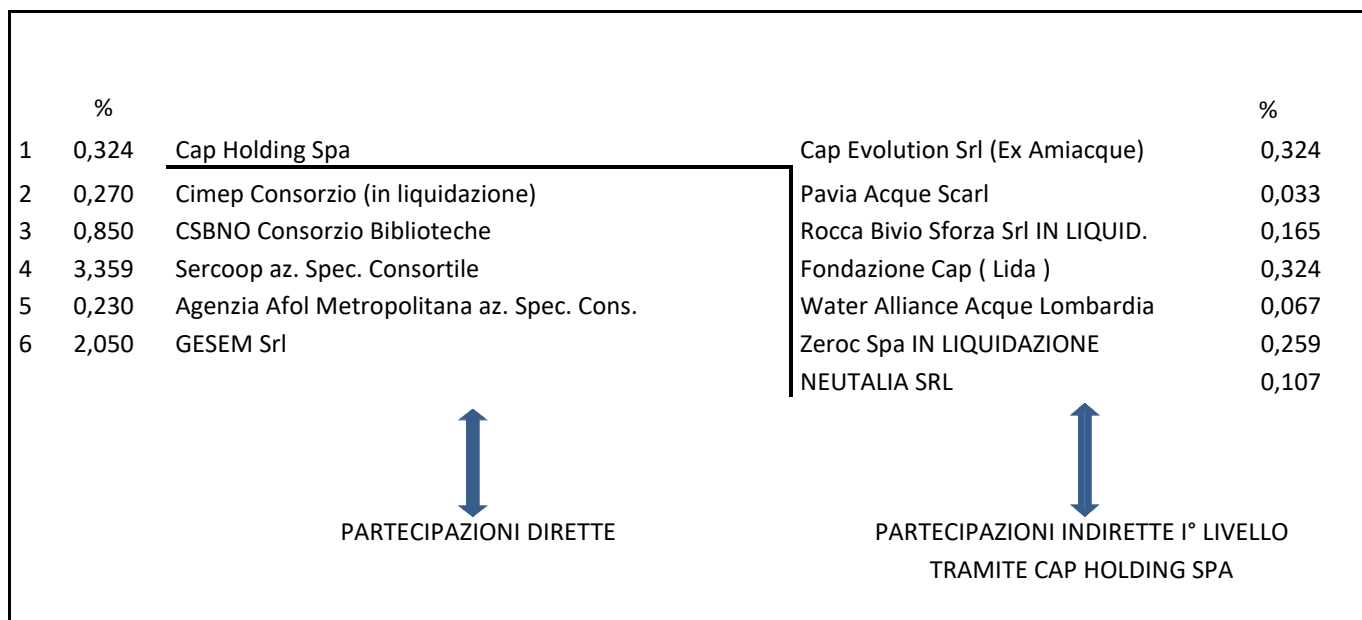 % %
1 0,324 Cap Holding Spa Cap Evolution Srl (Ex Amiacque) 0,324
2 0,270 Cimep Consorzio (in liquidazione) Pavia Acque Scarl 0,033
3 0,850 CSBNO Consorzio Biblioteche Rocca Bivio Sforza Srl IN LIQUID. 0,165
4 3,359 Sercoop az. Spec. Consortile Fondazione Cap ( Lida ) 0,324
5 0,230 Agenzia Afol Metropolitana az. Spec. Cons. Water Alliance Acque Lombardia 0,067
6 2,050 GESEM Srl Zeroc Spa IN LIQUIDAZIONE 0,259
NEUTALIA SRL 0,107
PARTECIPAZIONI DIRETTE PARTECIPAZIONI INDIRETTE I° LIVELLO
TRAMITE CAP HOLDING SPA